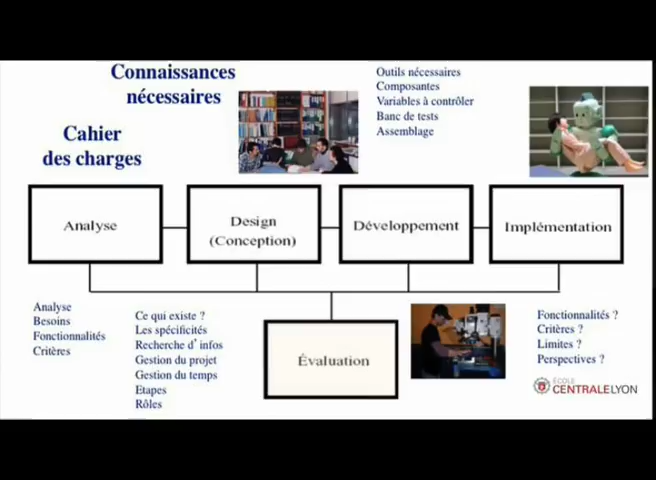 Connaissances
nécessaires
Outils nécessaires
Composantes
Variables à contrôler
Banc de tests
Assemblage
Cahier
des charges
Analyse
Design
(Conception)
Développement
Implémentation
Analyse
Besoins
Fonctionnalités
Critères
Ce qui existe ?
Les spécificités
Recherche d'infos
Gestion du projet
Gestion du temps
Etapes
Rôles
Évaluation
Fonctionnalités ?
Critères ?
Limites ?
Perspectives ?
ÉCOLE
CENTRALELYON